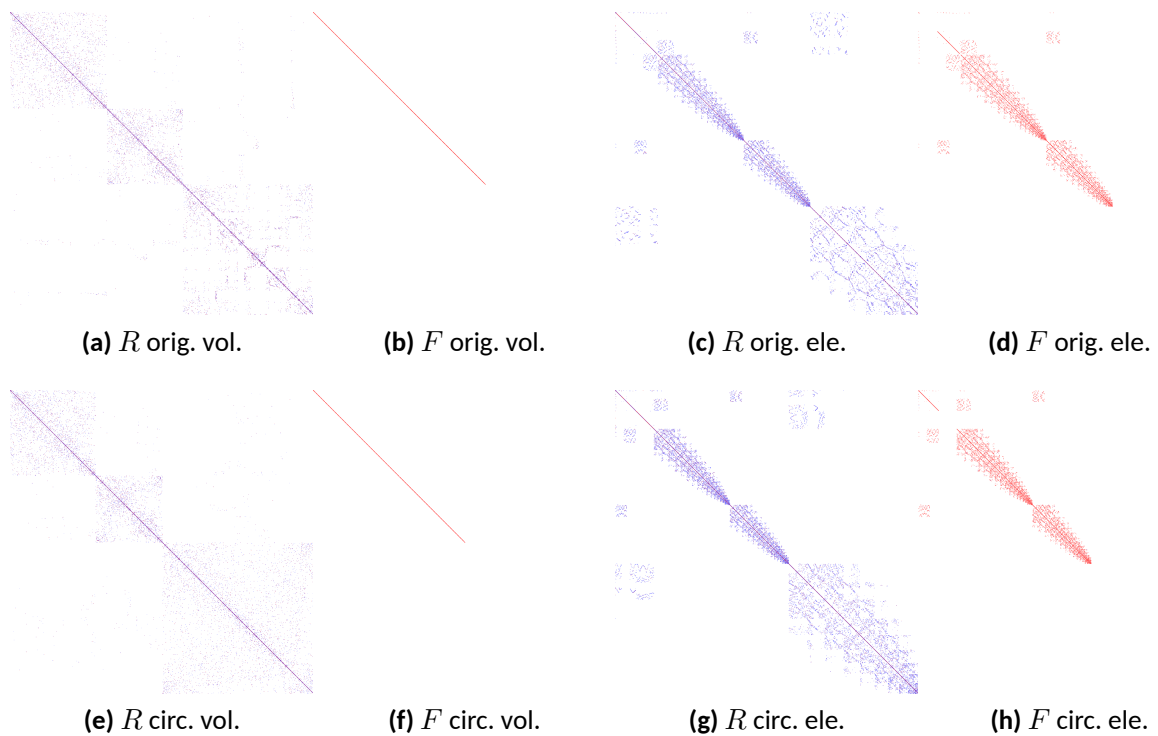 (a) R orig. vol. (b) F orig. vol. (c) R orig. ele. (d) F orig. ele.
(e) R circ. vol. (f) F circ. vol. (g) R circ. ele. (h) F circ. ele.